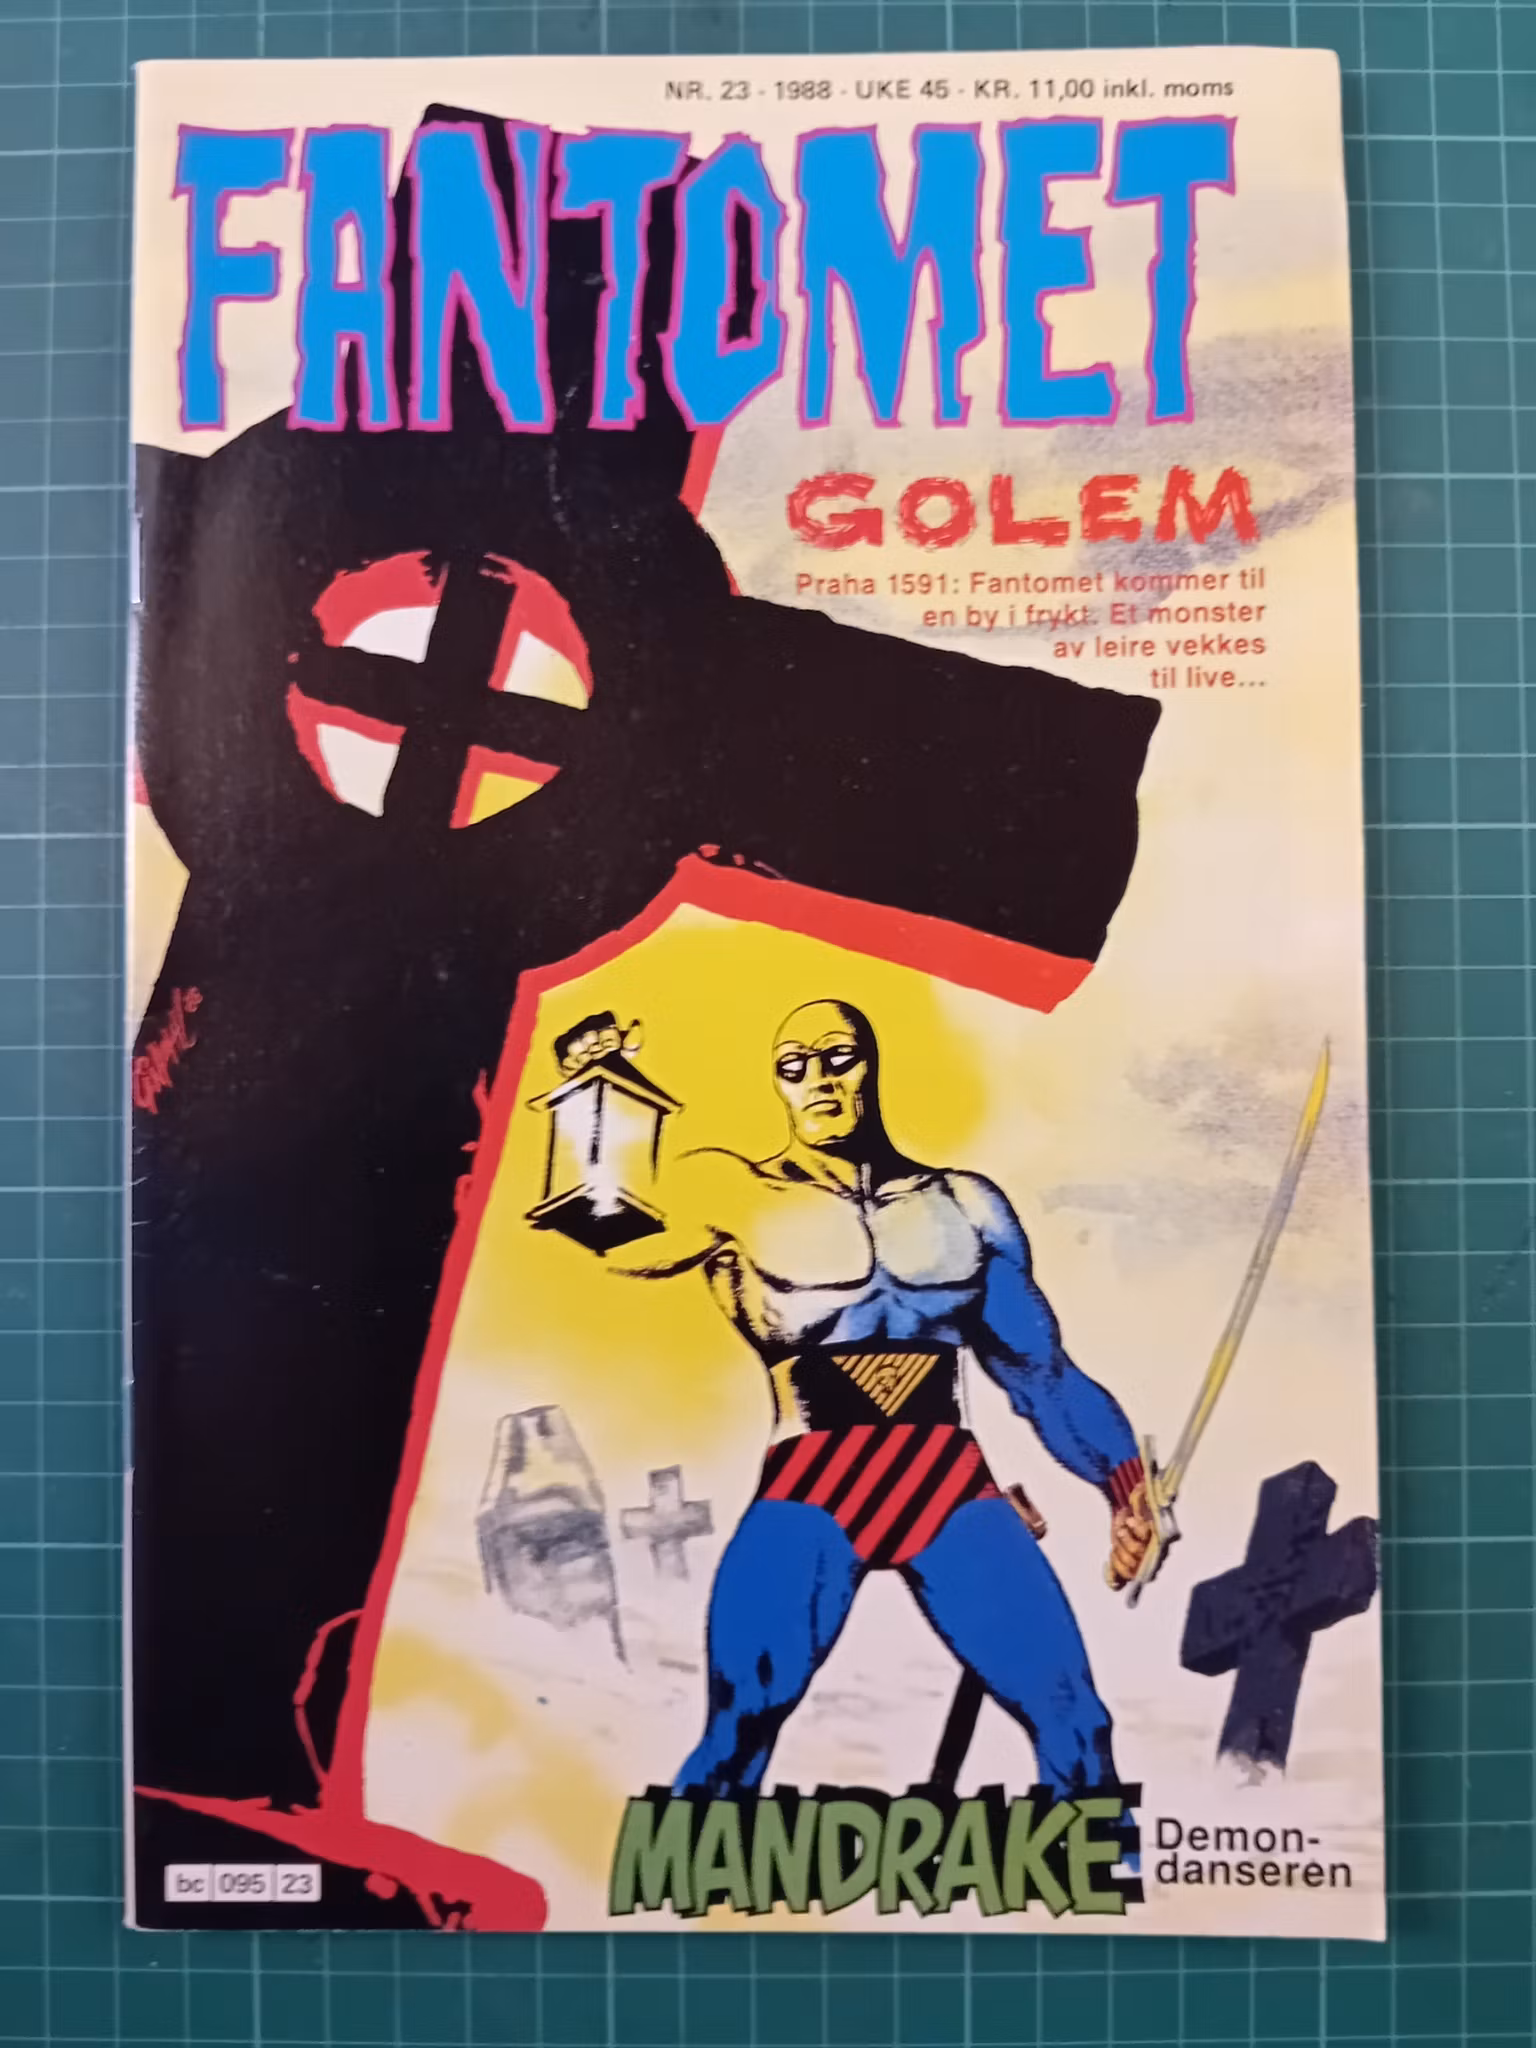 NR. 23 - 1988 - UKE 45 - KR. 11,00 inkl. moms
FANTOMET
GOLEM
Praha 1591: Fantomet kommer til
en by i frykt. Et monster
av leire vekkes
til live...
MANDRAKE
Demon-
danseren
bc 095 23